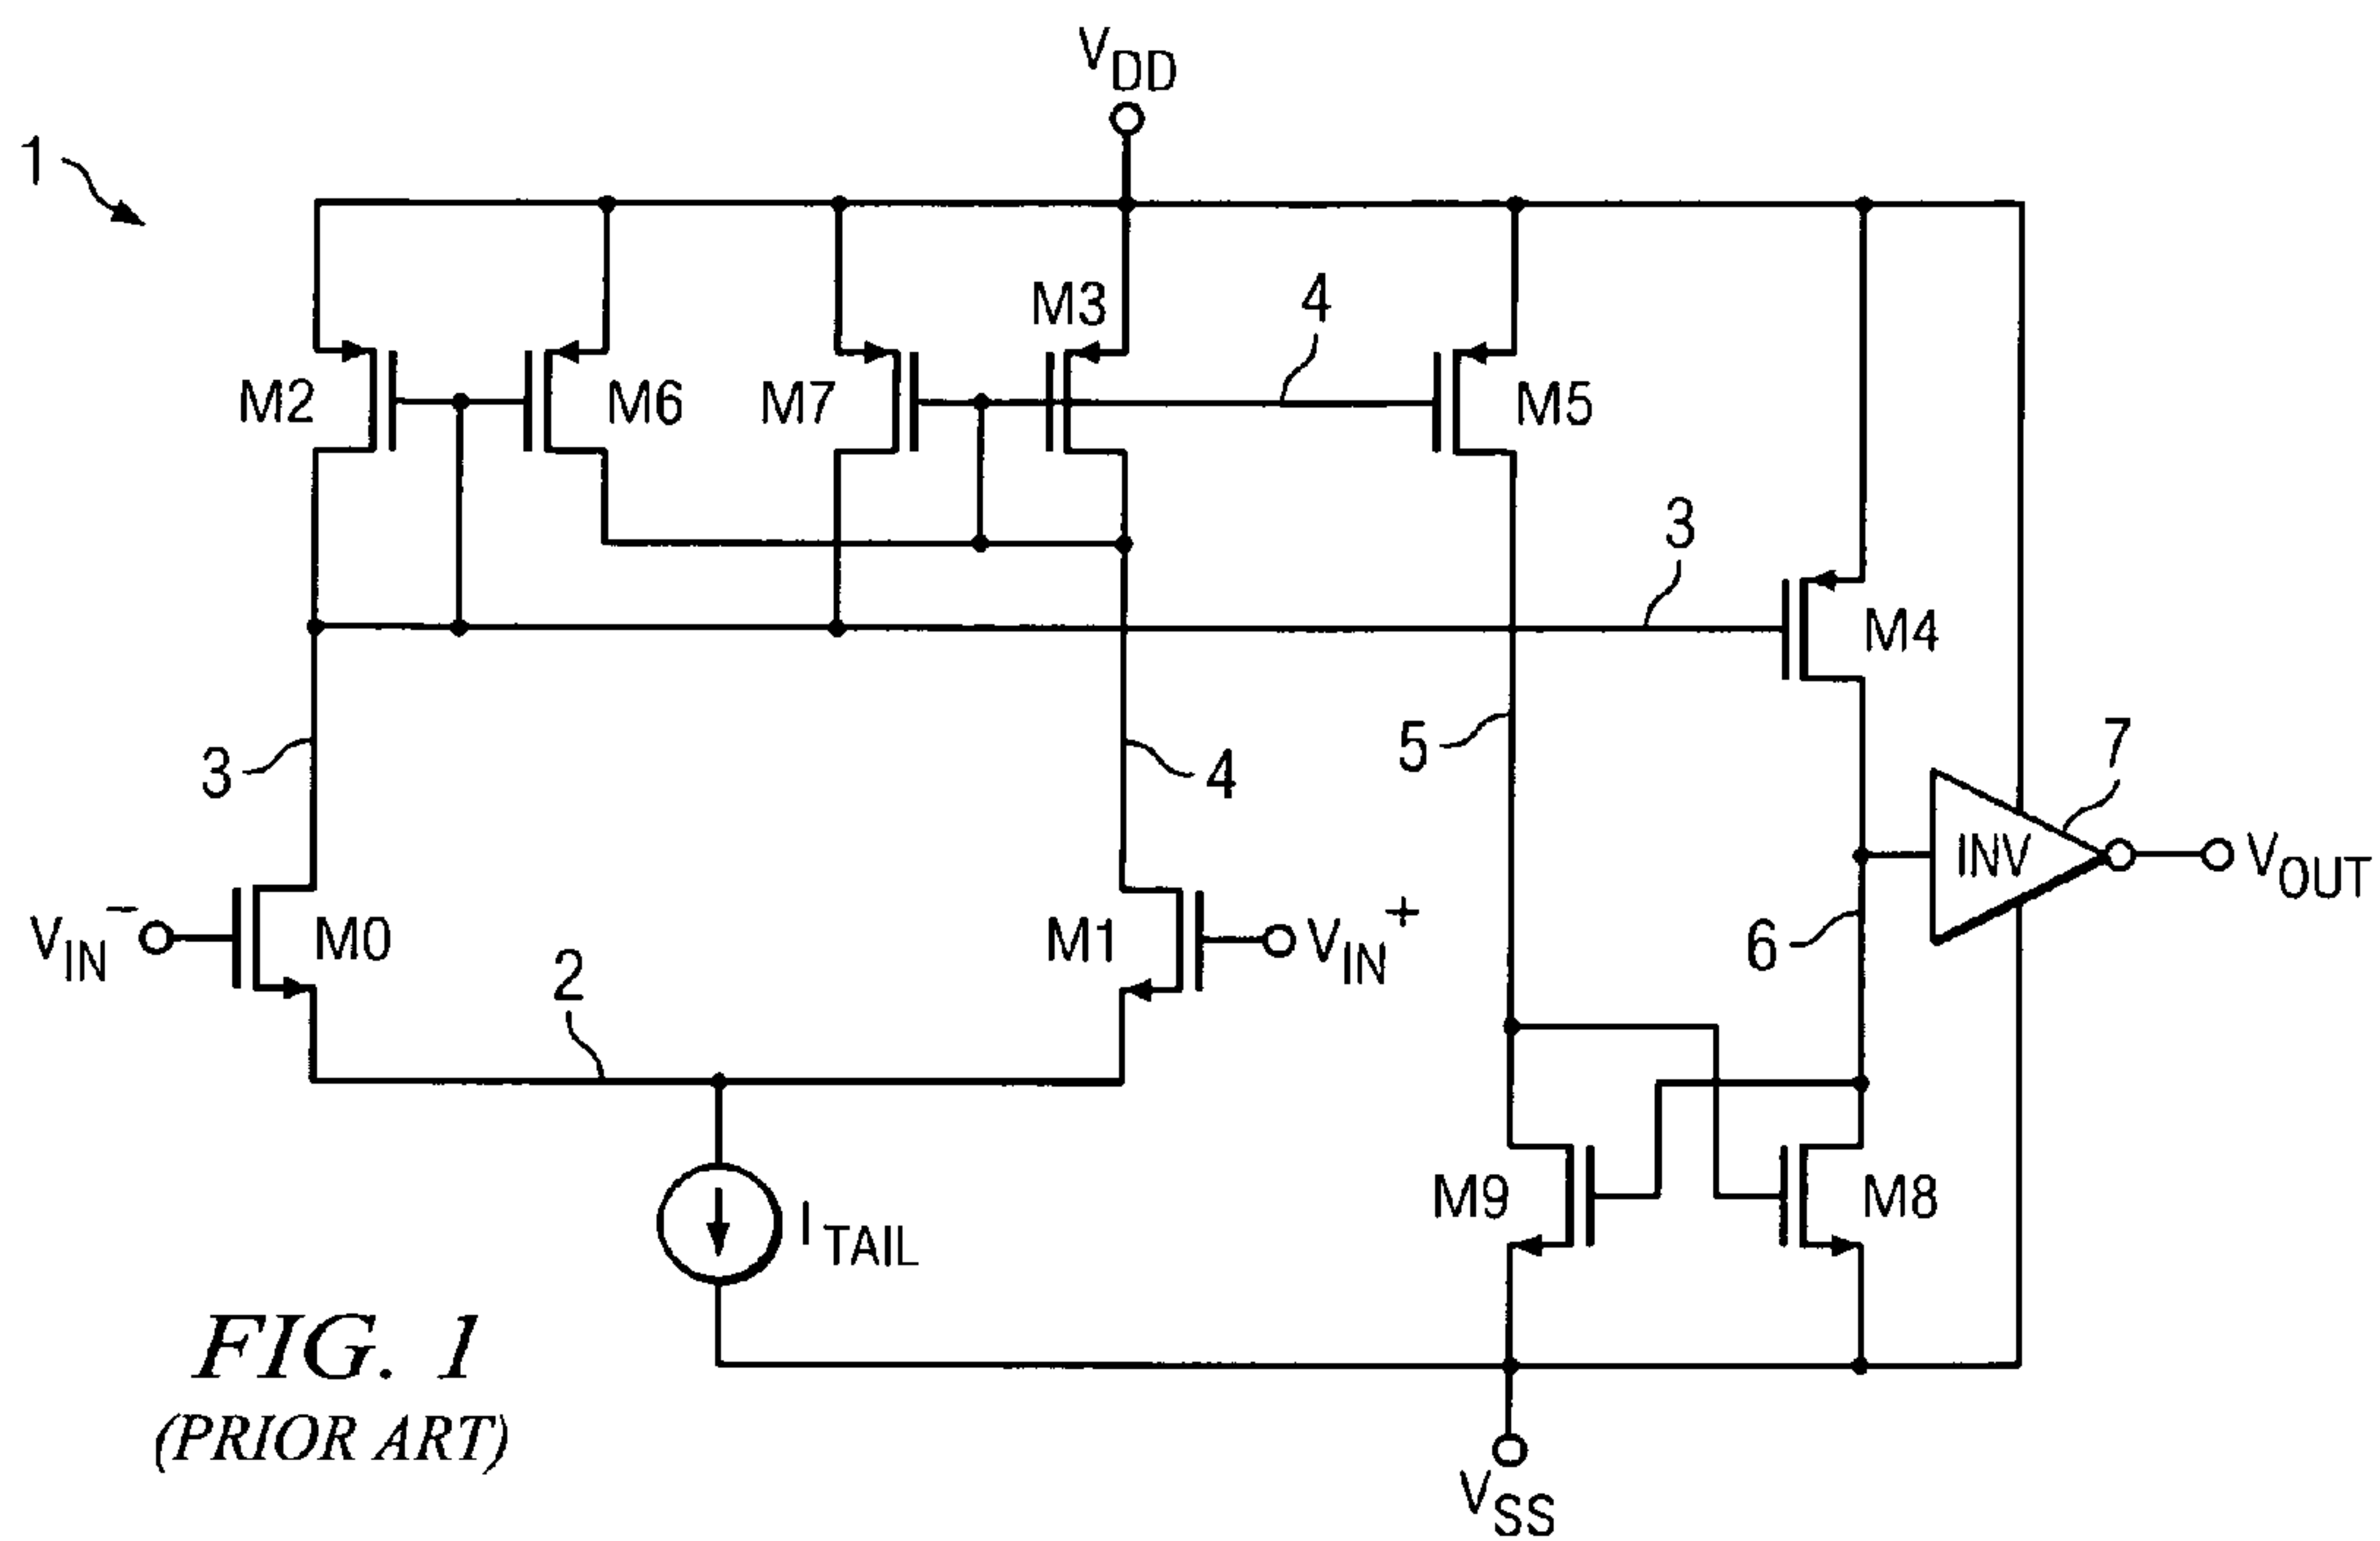 VDD
1
M3
4
M2
M6
M7
M5
3
M4
3
4
5
7
INV
VOUT
VIN−
M0
M1
VIN+
6
2
M9
M8
ITAIL
FIG. 1
(PRIOR ART)
VSS